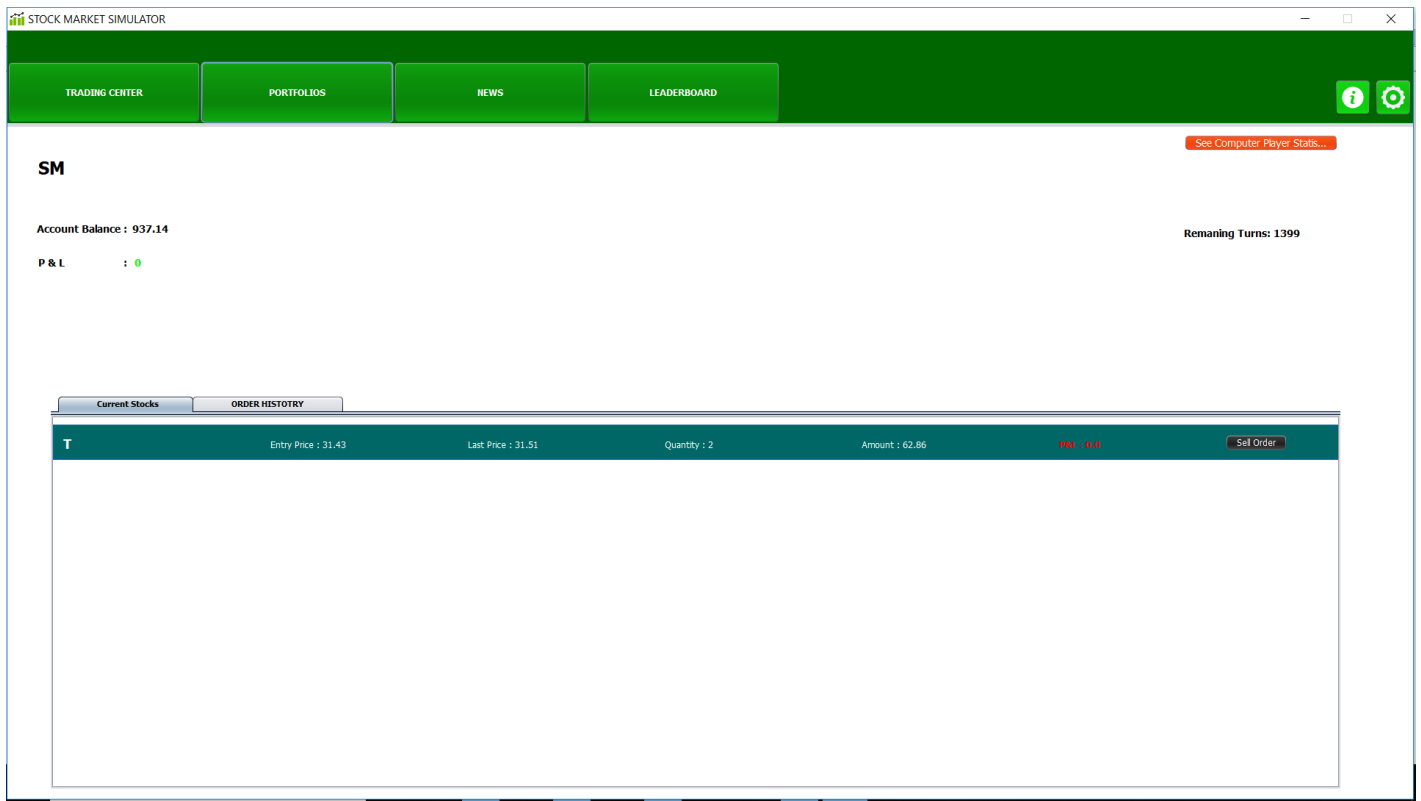 STOCK MARKET SIMULATOR
TRADING CENTER
PORTFOLIOS
NEWS
LEADERBOARD
See Computer Player Statis...
SM
Account Balance : 937.14
Remaning Turns: 1399
P & L : 0
Current Stocks
ORDER HISTOTRY
T Entry Price : 31.43 Last Price : 31.51 Quantity : 2 Amount : 62.86 P&L : 0.0 Sell Order